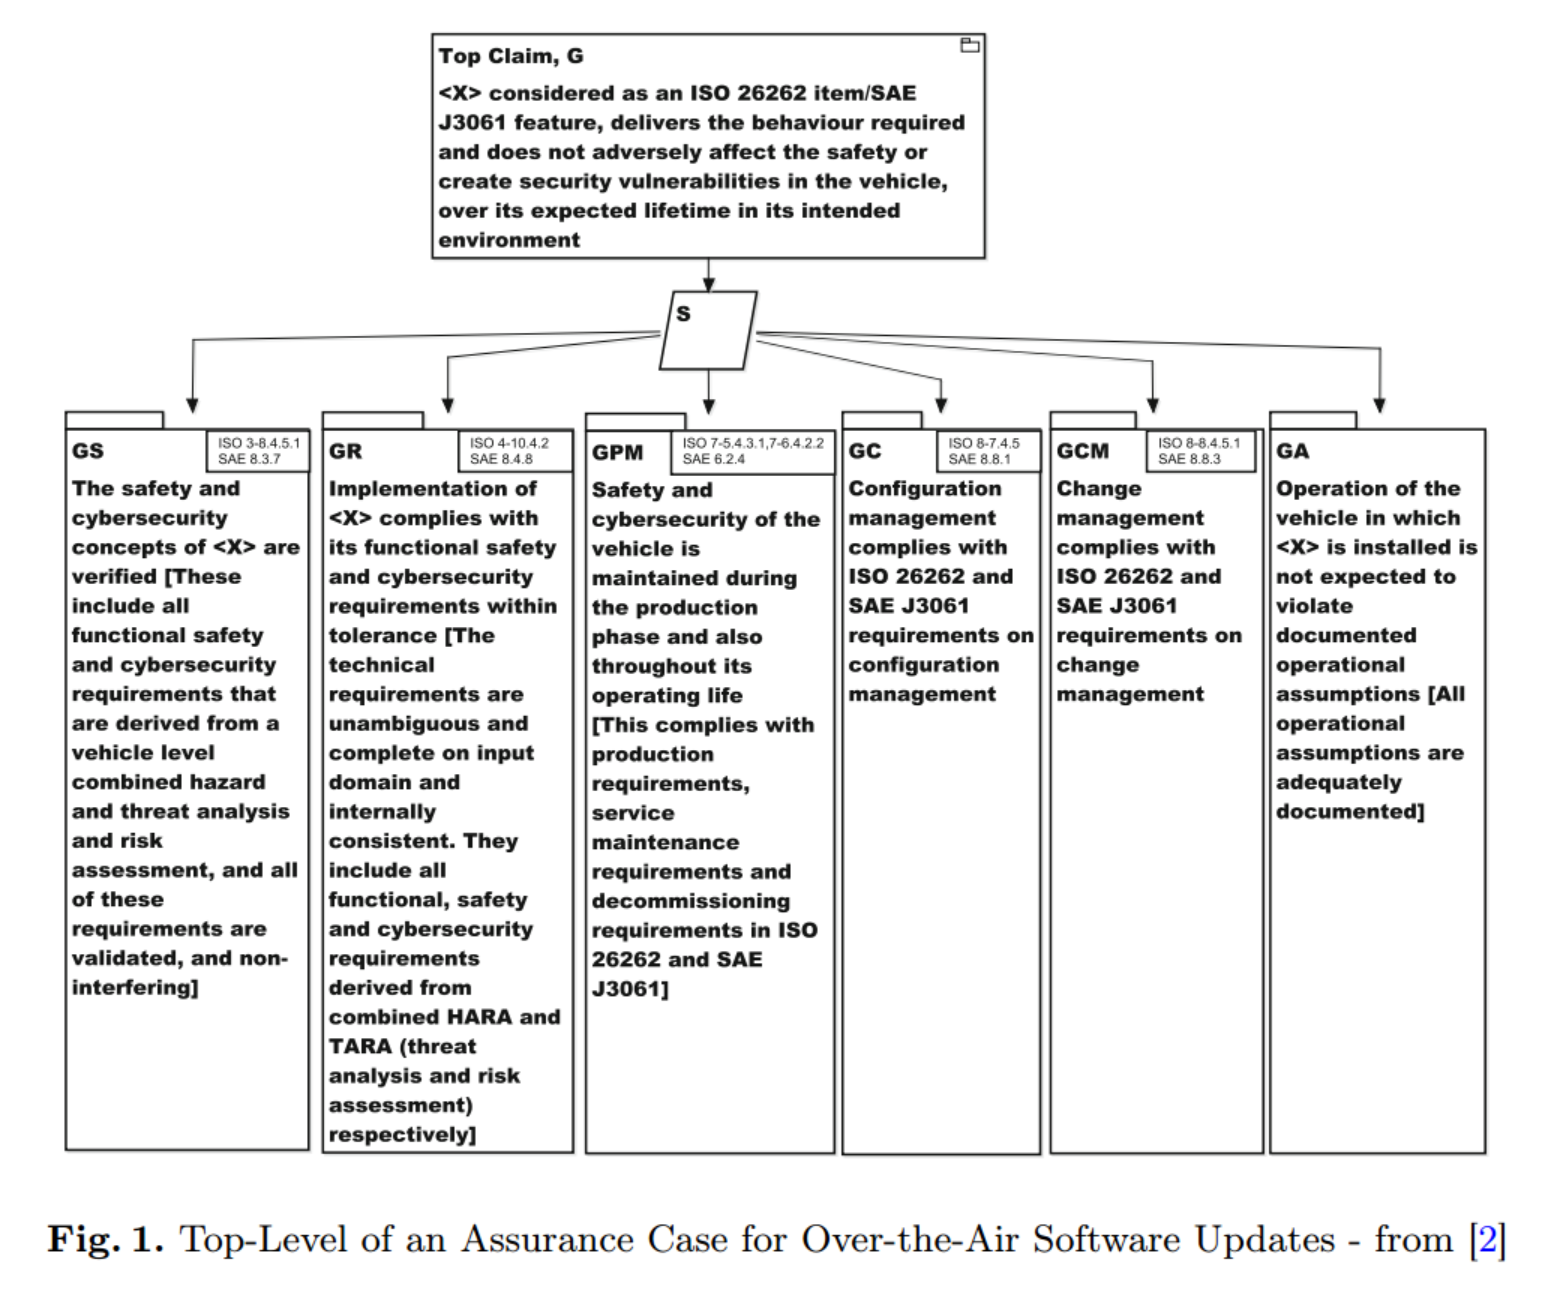 Top Claim, G
<X> considered as an ISO 26262 item/SAE
J3061 feature, delivers the behaviour required
and does not adversely affect the safety or
create security vulnerabilities in the vehicle,
over its expected lifetime in its intended
environment
S
GS
ISO 3-8.4.5.1
SAE 8.3.7
The safety and
cybersecurity
concepts of <X> are
verified [These
include all
functional safety
and cybersecurity
requirements that
are derived from a
vehicle level
combined hazard
and threat analysis
and risk
assessment, and all
of these
requirements are
validated, and non-
interfering]
GR
ISO 4-10.4.2
SAE 8.4.8
Implementation of
<X> complies with
its functional safety
and cybersecurity
requirements within
tolerance [The
technical
requirements are
unambiguous and
complete on input
domain and
internally
consistent. They
include all
functional, safety
and cybersecurity
requirements
derived from
combined HARA and
TARA (threat
analysis and risk
assessment)
respectively]
GPM
ISO 7-5.4.3.1,7-6.4.2.2
SAE 6.2.4
Safety and
cybersecurity of the
vehicle is
maintained during
the production
phase and also
throughout its
operating life
[This complies with
production
requirements,
service
maintenance
requirements and
decommissioning
requirements in ISO
26262 and SAE
J3061]
GC
ISO 8-7.4.5
SAE 8.8.1
Configuration
management
complies with
ISO 26262 and
SAE J3061
requirements on
configuration
management
GCM
ISO 8-8.4.5.1
SAE 8.8.3
Change
management
complies with
ISO 26262 and
SAE J3061
requirements on
change
management
GA
Operation of the
vehicle in which
<X> is installed is
not expected to
violate
documented
operational
assumptions [All
operational
assumptions are
adequately
documented]
Fig. 1. Top-Level of an Assurance Case for Over-the-Air Software Updates - from [2]